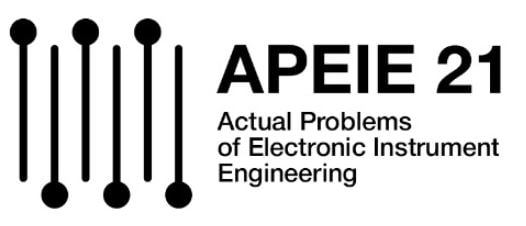 APEIE 21
Actual Problems
of Electronic Instrument
Engineering